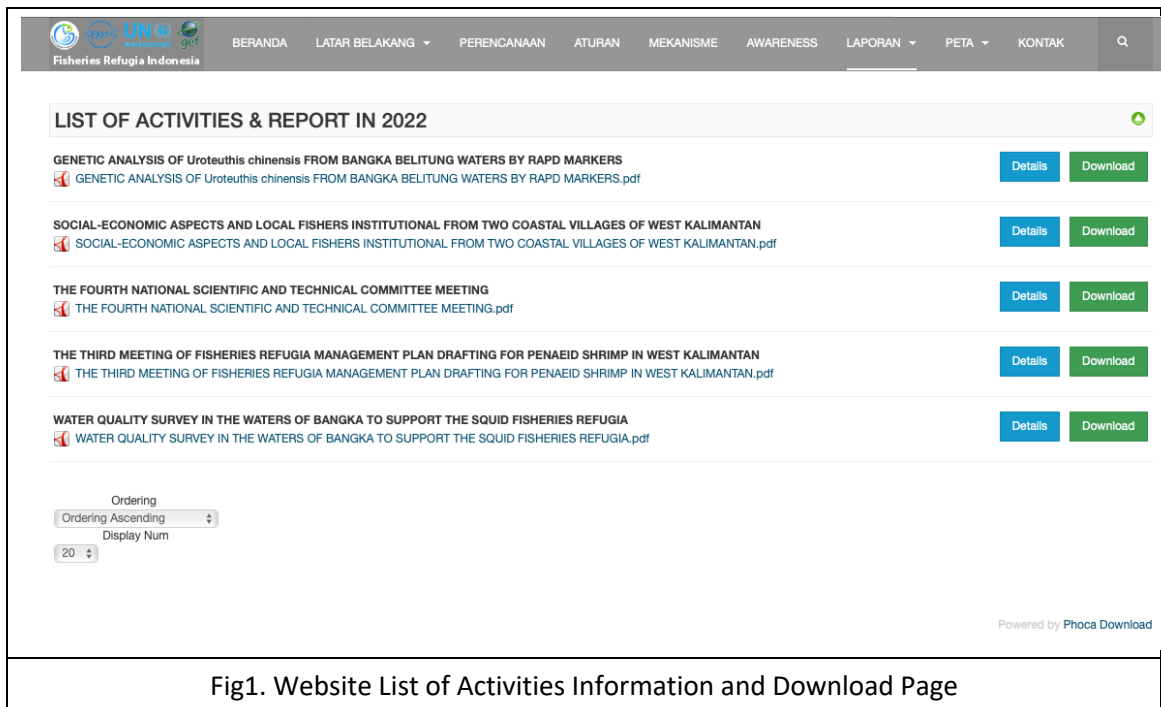 UN
gef
Fisheries Refugia Indonesia
BERANDA LATAR BELAKANG PERENCANAAN ATURAN MEKANISME AWARENESS LAPORAN PETA KONTAK
LIST OF ACTIVITIES & REPORT IN 2022
GENETIC ANALYSIS OF Uroteuthis chinensis FROM BANGKA BELITUNG WATERS BY RAPD MARKERS
GENETIC ANALYSIS OF Uroteuthis chinensis FROM BANGKA BELITUNG WATERS BY RAPD MARKERS.pdf
Details Download
SOCIAL-ECONOMIC ASPECTS AND LOCAL FISHERS INSTITUTIONAL FROM TWO COASTAL VILLAGES OF WEST KALIMANTAN
SOCIAL-ECONOMIC ASPECTS AND LOCAL FISHERS INSTITUTIONAL FROM TWO COASTAL VILLAGES OF WEST KALIMANTAN.pdf
Details Download
THE FOURTH NATIONAL SCIENTIFIC AND TECHNICAL COMMITTEE MEETING
THE FOURTH NATIONAL SCIENTIFIC AND TECHNICAL COMMITTEE MEETING.pdf
Details Download
THE THIRD MEETING OF FISHERIES REFUGIA MANAGEMENT PLAN DRAFTING FOR PENAEID SHRIMP IN WEST KALIMANTAN
THE THIRD MEETING OF FISHERIES REFUGIA MANAGEMENT PLAN DRAFTING FOR PENAEID SHRIMP IN WEST KALIMANTAN.pdf
Details Download
WATER QUALITY SURVEY IN THE WATERS OF BANGKA TO SUPPORT THE SQUID FISHERIES REFUGIA
WATER QUALITY SURVEY IN THE WATERS OF BANGKA TO SUPPORT THE SQUID FISHERIES REFUGIA.pdf
Details Download
Ordering
Ordering Ascending
Display Num
20
Powered by Phoca Download
Fig1. Website List of Activities Information and Download Page